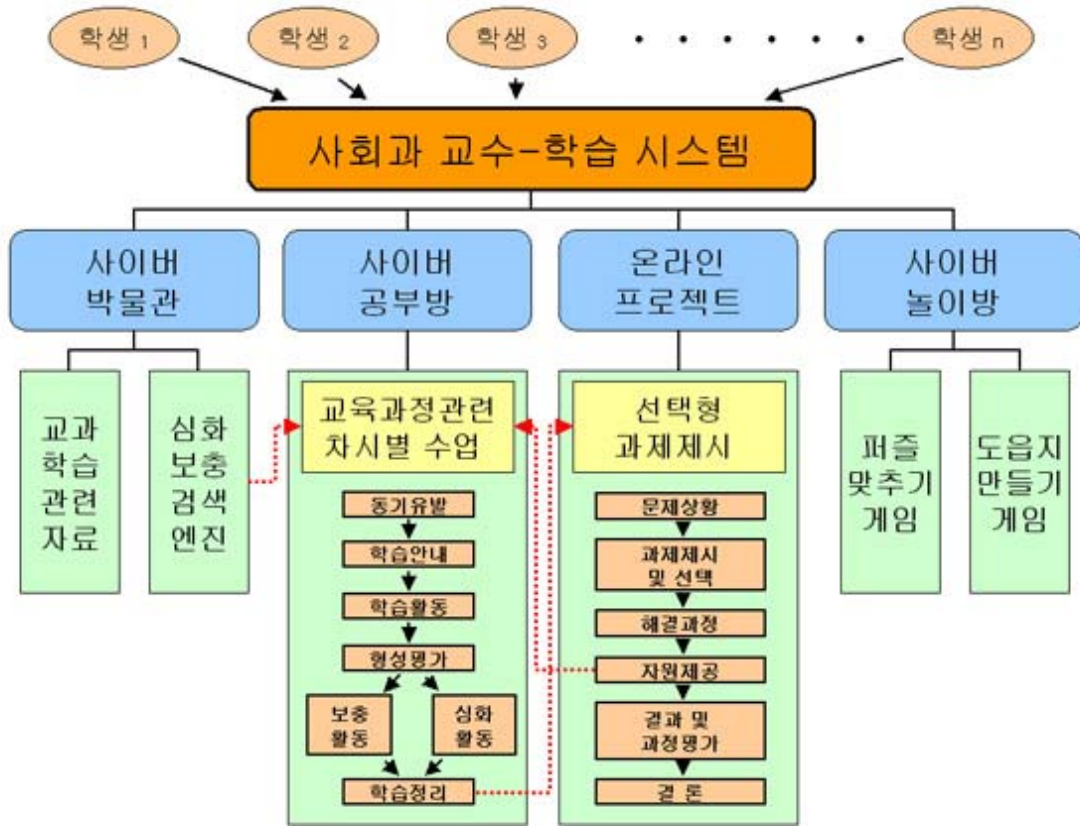 학생 1
학생 2
학생 3
· · · · · ·
학생 n
사회과 교수-학습 시스템
사이버
박물관
사이버
공부방
온라인
프로젝트
사이버
놀이방
교과
학습
관련
자료
심화
보충
검색
엔진
교육과정관련
차시별 수업
동기유발
학습안내
학습활동
형성평가
보충
활동
심화
활동
학습정리
선택형
과제제시
문제상황
과제제시
및 선택
해결과정
자원제공
결과 및
과정평가
결 론
퍼즐
맞추기
게임
도읍지
만들기
게임